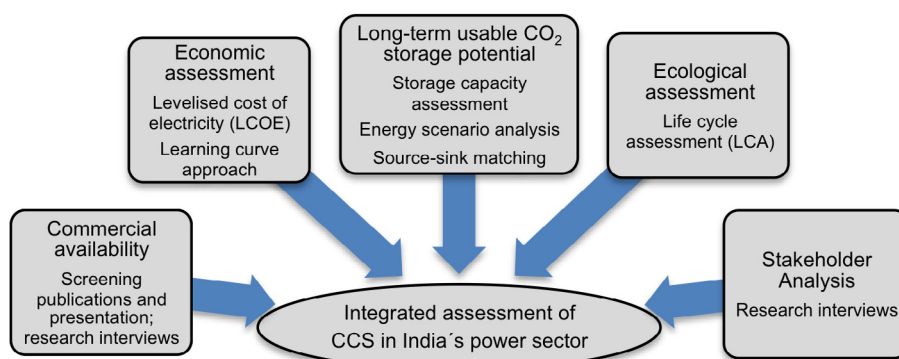 Commercial
availability
Screening
publications and
presentation;
research interviews
Economic
assessment
Levelised cost of
electricity (LCOE)
Learning curve
approach
Long-term usable CO₂
storage potential
Storage capacity
assessment
Energy scenario analysis
Source-sink matching
Ecological
assessment
Life cycle
assessment (LCA)
Stakeholder
Analysis
Research interviews
Integrated assessment of
CCS in India´s power sector